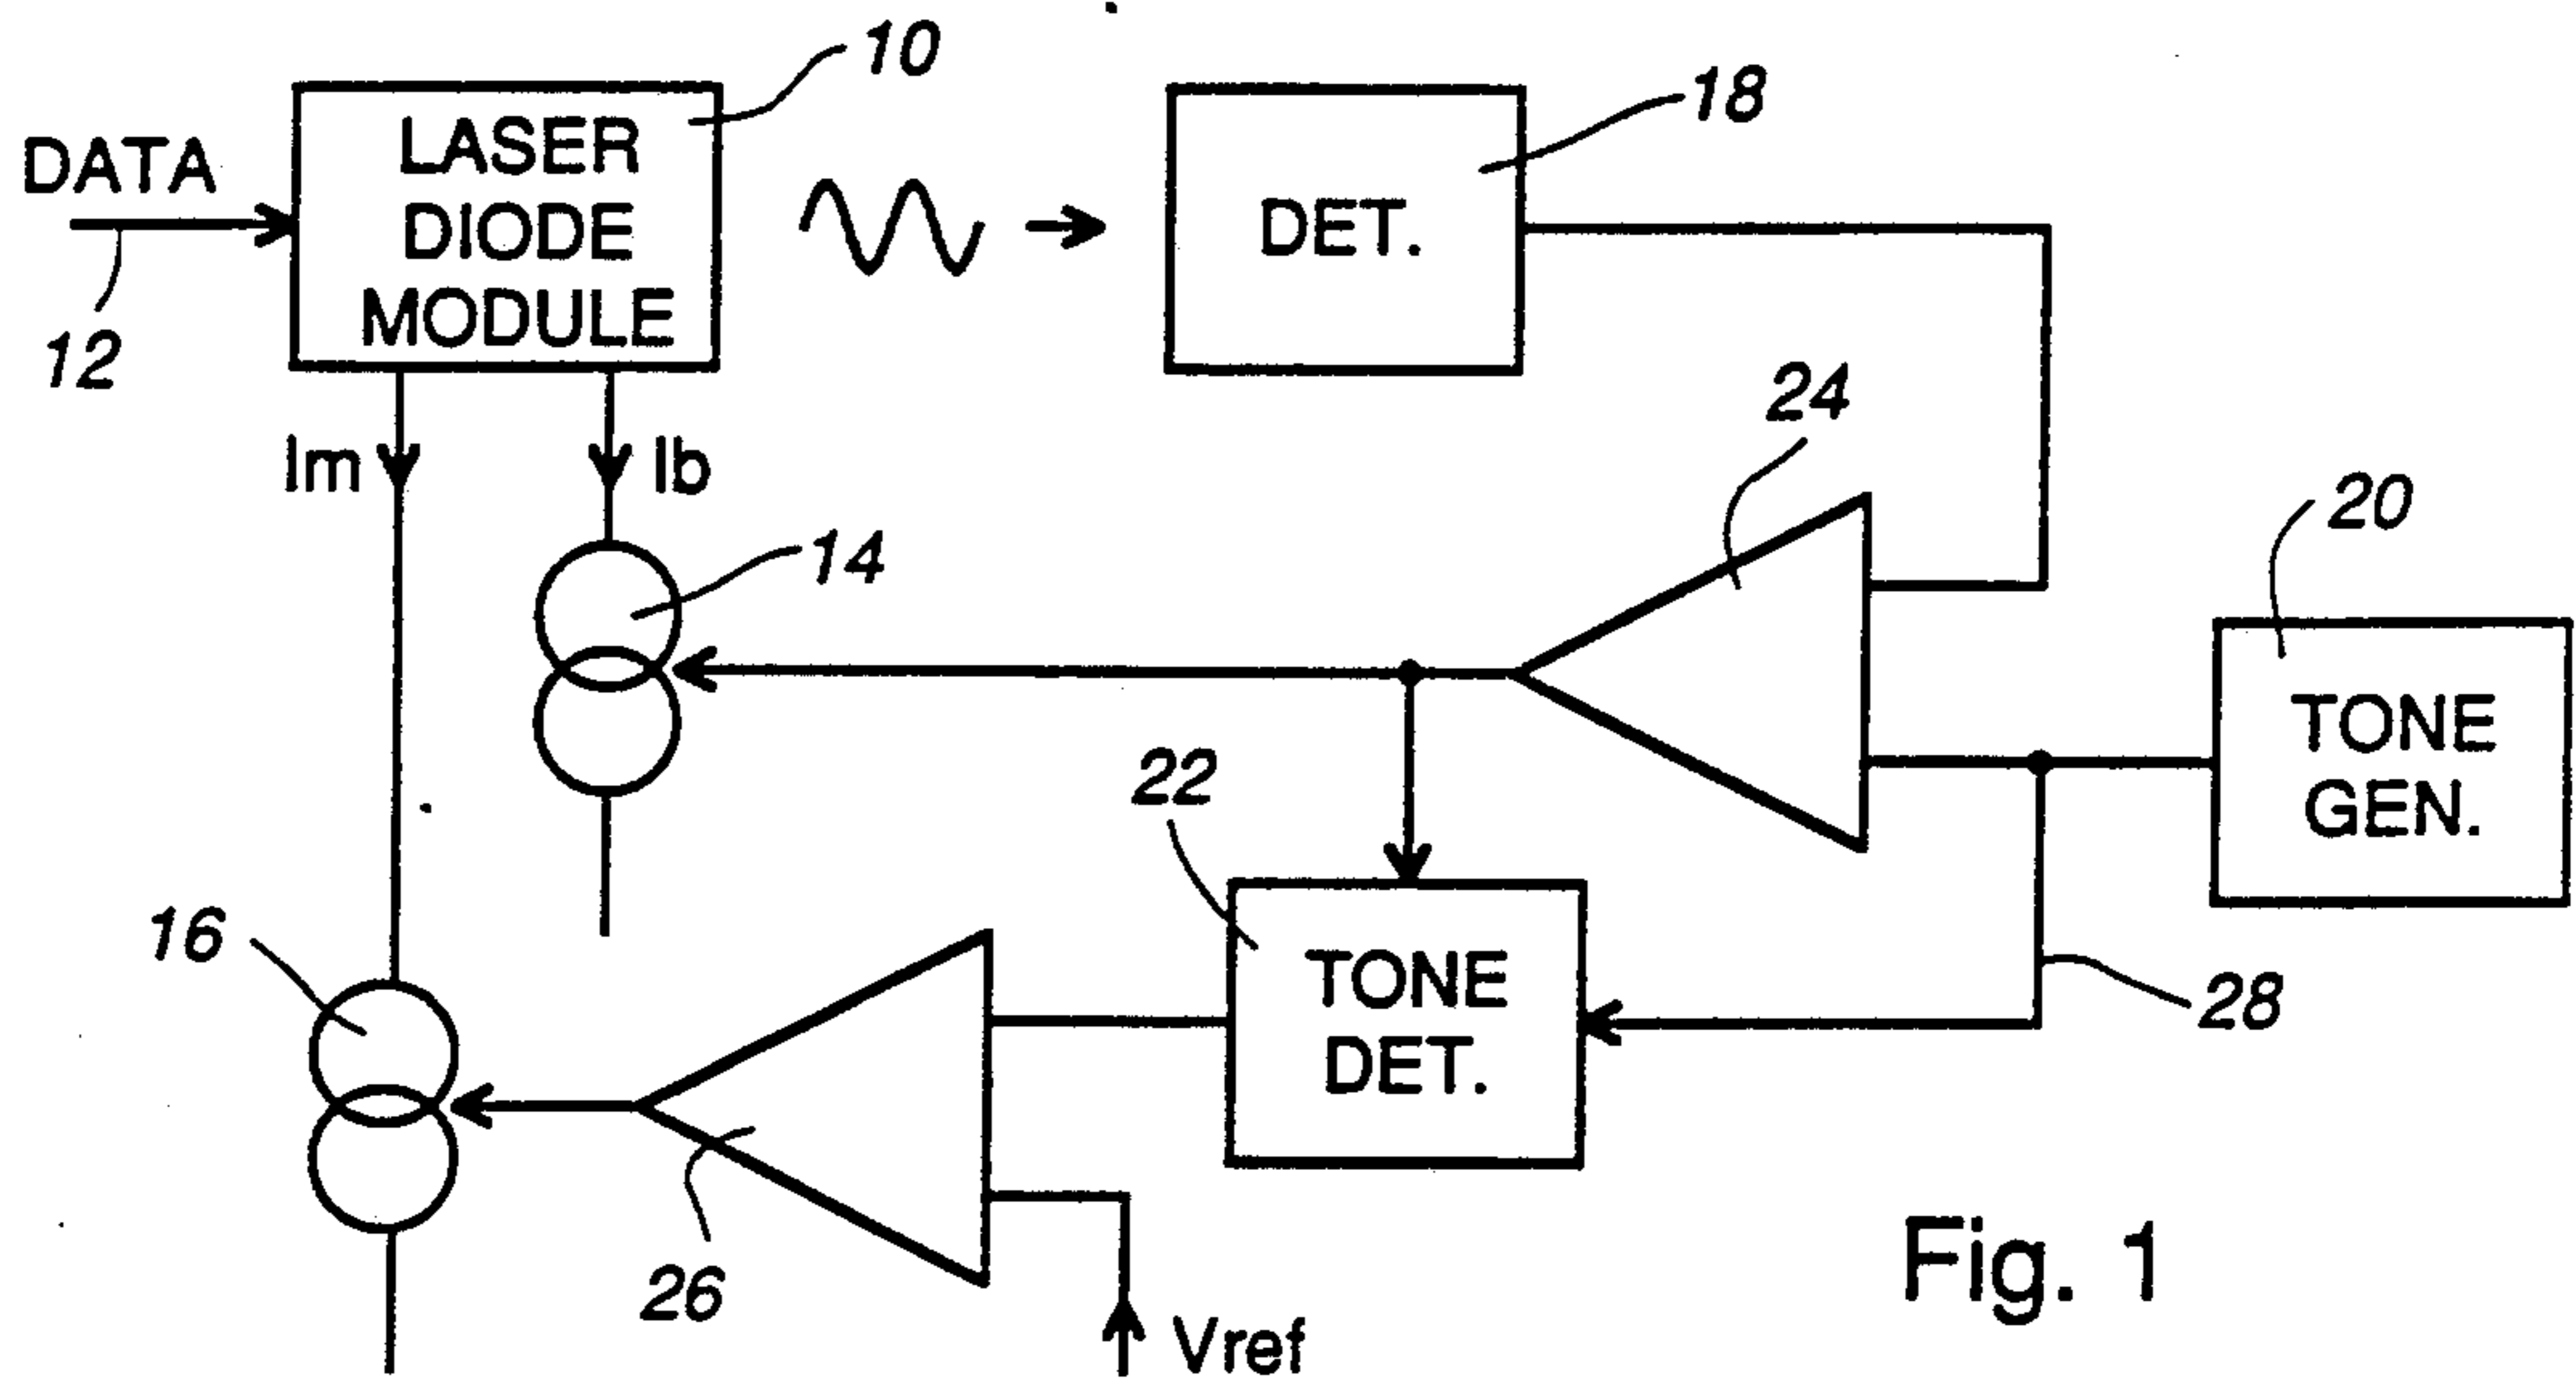 10
18
DATA
LASER
DIODE
MODULE
DET.
12
24
Im
Ib
20
14
TONE
GEN.
22
16
TONE
DET.
28
26
Vref
Fig. 1